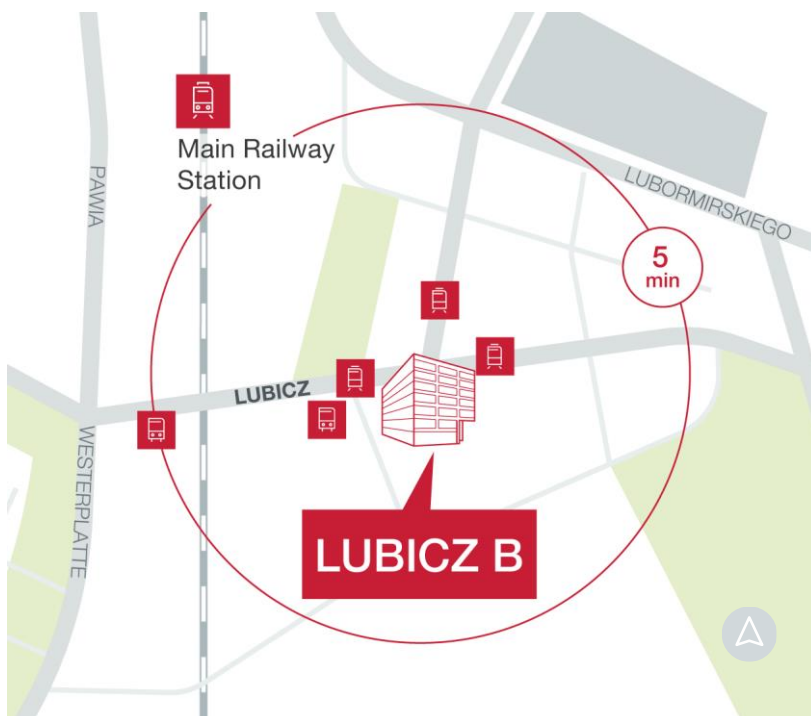 Main Railway
Station
PAWIA
LUBORMIRSKIEGO
5
min
LUBICZ
WESTERPLATTE
LUBICZ B